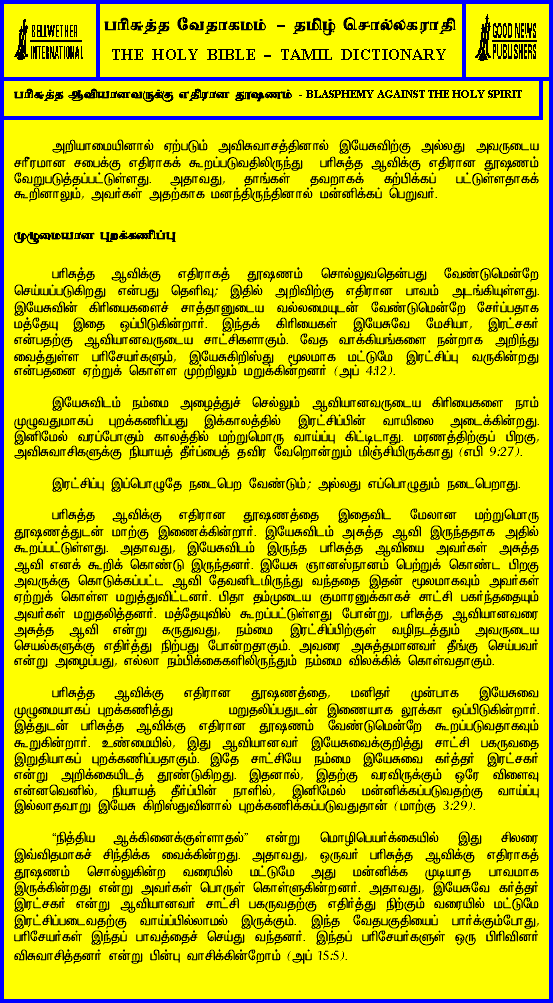 BELLWETHER
INTERNATIONAL
பரிசுத்த வேதாகமம் – தமிழ் சொல்லகராதி
THE HOLY BIBLE – TAMIL DICTIONARY
GOOD NEWS
PUBLISHERS
பரிசுத்த ஆவியானவருக்கு எதிரான தூஷணம் - BLASPHEMY AGAINST THE HOLY SPIRIT
அறியாமையினால் ஏற்படும் அவிசுவாசத்தினால் இயேசுவிற்கு அல்லது அவருடைய
சரீரமான சபைக்கு எதிராகக் கூறப்படுவதிலிருந்து பரிசுத்த ஆவிக்கு எதிரான தூஷணம்
வேறுபடுத்தப்பட்டுள்ளது. அதாவது, தாங்கள் தவறாகக் கற்பிக்கப் பட்டுள்ளதாகக்
கூறினாலும், அவர்கள் அதற்காக மனந்திருந்தினால் மன்னிக்கப் பெறுவர்.
முழுமையான புறக்கணிப்பு
பரிசுத்த ஆவிக்கு எதிராகத் தூஷணம் சொல்லுவதென்பது வேண்டுமென்றே
செய்யப்படுகிறது என்பது தெளிவு; இதில் அறிவிற்கு எதிரான பாவம் அடங்கியுள்ளது.
இயேசுவின் கிரியைகளைச் சாத்தானுடைய வல்லமையுடன் வேண்டுமென்றே சேர்ப்பதாக
மத்தேயு இதை ஒப்பிடுகின்றார். இந்தக் கிரியைகள் இயேசுவே மேசியா, இரட்சகர்
என்பதற்கு ஆவியானவருடைய சாட்சிகளாகும். வேத வாக்கியங்களை நன்றாக அறிந்து
வைத்துள்ள பரிசேயர்களும், இயேசுகிறிஸ்து மூலமாக மட்டுமே இரட்சிப்பு வருகின்றது
என்பதனை ஏற்றுக் கொள்ள முற்றிலும் மறுக்கின்றனர் (அப் 4:12).
இயேசுவிடம் நம்மை அழைத்துச் செல்லும் ஆவியானவருடைய கிரியைகளை நாம்
முழுவதுமாகப் புறக்கணிப்பது இக்காலத்தில் இரட்சிப்பின் வாயிலை அடைக்கின்றது.
இனிமேல் வரப்போகும் காலத்தில் மற்றுமொரு வாய்ப்பு கிட்டிடாது. மரணத்திற்குப் பிறகு,
அவிசுவாசிகளுக்கு நியாயத் தீர்ப்பைத் தவிர வேறொன்றும் மிஞ்சியிருக்காது (எபி 9:27).
இரட்சிப்பு இப்பொழுதே நடைபெற வேண்டும்; அல்லது எப்பொழுதும் நடைபெறாது.
பரிசுத்த ஆவிக்கு எதிரான தூஷணத்தை இதைவிட மேலான மற்றுமொரு
தூஷணத்துடன் மாற்கு இணைக்கின்றார். இயேசுவிடம் அசுத்த ஆவி இருந்ததாக அதில்
கூறப்பட்டுள்ளது. அதாவது, இயேசுவிடம் இருந்த பரிசுத்த ஆவியை அவர்கள் அசுத்த
ஆவி எனக் கூறிக் கொண்டு இருந்தனர். இயேசு ஞானஸ்நானம் பெற்றுக் கொண்ட பிறகு
அவருக்கு கொடுக்கப்பட்ட ஆவி தேவனிடமிருந்து வந்ததை இதன் மூலமாகவும் அவர்கள்
ஏற்றுக் கொள்ள மறுத்துவிட்டனர். பிதா தம்முடைய குமாரனுக்காகச் சாட்சி பகர்ந்ததையும்
அவர்கள் மறுதலித்தனர். மத்தேயுவில் கூறப்பட்டுள்ளது போன்று, பரிசுத்த ஆவியானவரை
அசுத்த ஆவி என்று கருதுவது, நம்மை இரட்சிப்பிற்குள் வழிநடத்தும் அவருடைய
செயல்களுக்கு எதிர்த்து நிற்பது போன்றதாகும். அவரை அசுத்தமானவர் தீங்கு செய்பவர்
என்று அழைப்பது, எல்லா நம்பிக்கைகளிலிருந்தும் நம்மை விலக்கிக் கொள்வதாகும்.
பரிசுத்த ஆவிக்கு எதிரான தூஷணத்தை, மனிதர் முன்பாக இயேசுவை
முழுமையாகப் புறக்கணித்து மறுதலிப்பதுடன் இணையாக லூக்கா ஒப்பிடுகின்றார்.
இத்துடன் பரிசுத்த ஆவிக்கு எதிரான தூஷணம் வேண்டுமென்றே கூறப்படுவதாகவும்
கூறுகின்றார். உண்மையில், இது ஆவியானவர் இயேசுவைக்குறித்து சாட்சி பகருவதை
இறுதியாகப் புறக்கணிப்பதாகும். இதே சாட்சியே நம்மை இயேசுவை கர்த்தர் இரட்சகர்
என்று அறிக்கையிடத் தூண்டுகிறது. இதனால், இதற்கு வரவிருக்கும் ஒரே விளைவு
என்னவெனில், நியாயத் தீர்ப்பின் நாளில், இனிமேல் மன்னிக்கப்படுவதற்கு வாய்ப்பு
இல்லாதவாறு இயேசு கிறிஸ்துவினால் புறக்கணிக்கப்படுவதுதான் (மாற்கு 3:29).
“நித்திய ஆக்கினைக்குள்ளாதல்” என்று மொழிபெயர்க்கையில் இது சிலரை
இவ்விதமாகச் சிந்திக்க வைக்கின்றது. அதாவது, ஒருவர் பரிசுத்த ஆவிக்கு எதிராகத்
தூஷணம் சொல்லுகின்ற வரையில் மட்டுமே அது மன்னிக்க முடியாத பாவமாக
இருக்கின்றது என்று அவர்கள் பொருள் கொள்ளுகின்றனர். அதாவது, இயேசுவே கர்த்தர்
இரட்சகர் என்று ஆவியானவர் சாட்சி பகருவதற்கு எதிர்த்து நிற்கும் வரையில் மட்டுமே
இரட்சிப்படைவதற்கு வாய்ப்பில்லாமல் இருக்கும். இந்த வேதபகுதியைப் பார்க்கும்போது,
பரிசேயர்கள் இந்தப் பாவத்தைச் செய்து வந்தனர். இந்தப் பரிசேயர்களுள் ஒரு பிரிவினர்
விசுவாசித்தனர் என்று பின்பு வாசிக்கின்றோம் (அப் 15:5).